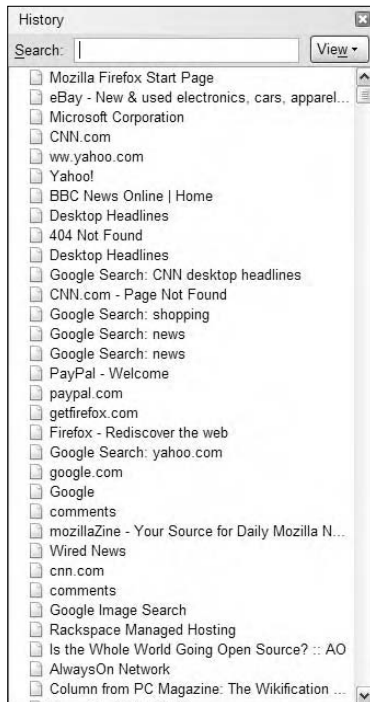 History
Search: View
Mozilla Firefox Start Page
eBay - New & used electronics, cars, apparel...
Microsoft Corporation
CNN.com
ww.yahoo.com
Yahoo!
BBC News Online | Home
Desktop Headlines
404 Not Found
Desktop Headlines
Google Search: CNN desktop headlines
CNN.com - Page Not Found
Google Search: shopping
Google Search: news
Google Search: news
PayPal - Welcome
paypal.com
getfirefox.com
Firefox - Rediscover the web
Google Search: yahoo.com
google.com
Google
comments
mozillaZine - Your Source for Daily Mozilla N...
Wired News
cnn.com
comments
Google Image Search
Rackspace Managed Hosting
Is the Whole World Going Open Source? :: AO
AlwaysOn Network
Column from PC Magazine: The Wikification ...